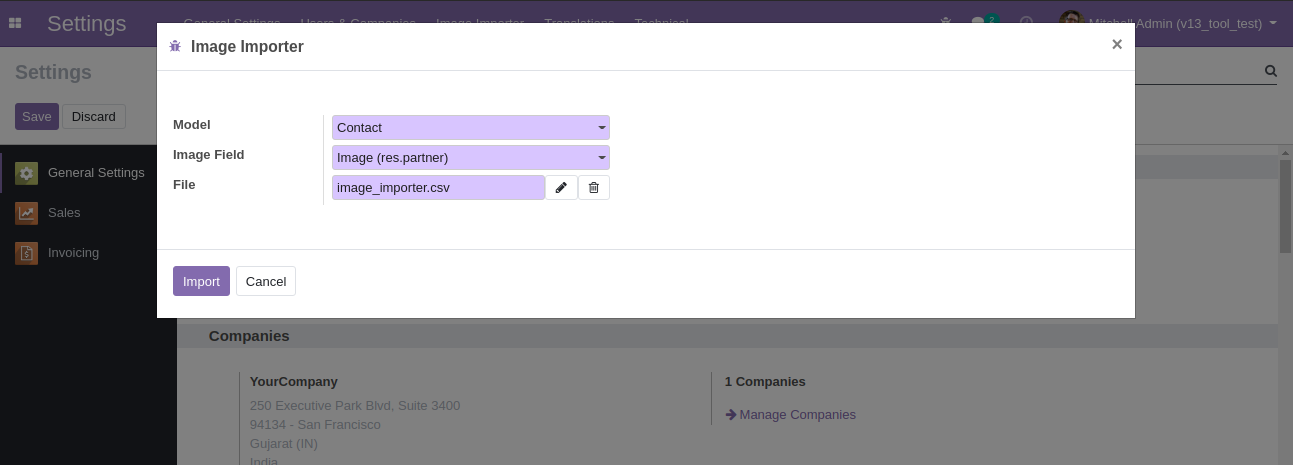 Settings
General Settings Users & Companies Image Importer Translations Technical
2
Mitchell Admin (v13_tool_test)
Image Importer
×
Settings
Save Discard
Model
Contact
Image Field
Image (res.partner)
File
image_importer.csv
General Settings
Sales
Invoicing
Import Cancel
Companies
YourCompany
250 Executive Park Blvd, Suite 3400
94134 - San Francisco
Gujarat (IN)
India
1 Companies
Manage Companies